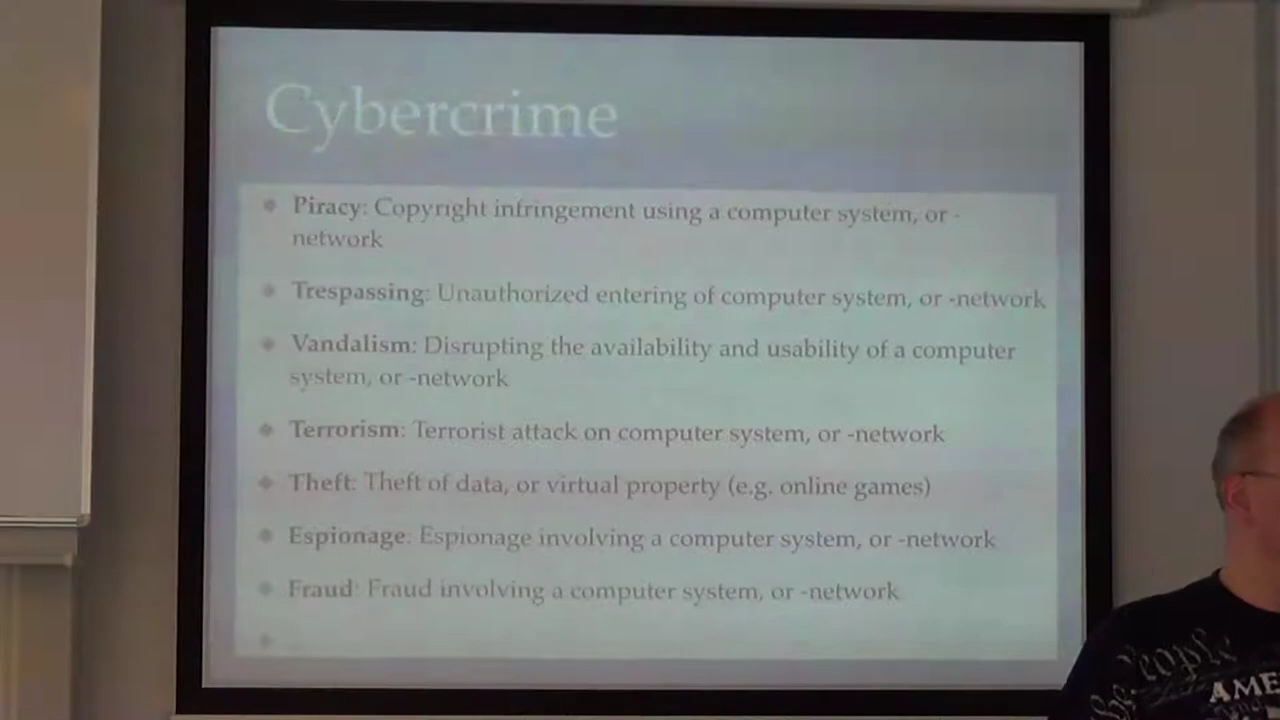 Cybercrime
Piracy: Copyright infringement using a computer system, or -
network
Trespassing: Unauthorized entering of computer system, or -network
Vandalism: Disrupting the availability and usability of a computer
system, or -network
Terrorism: Terrorist attack on computer system, or -network
Theft: Theft of data, or virtual property (e.g. online games)
Espionage: Espionage involving a computer system, or -network
Fraud: Fraud involving a computer system, or -network
People
AME